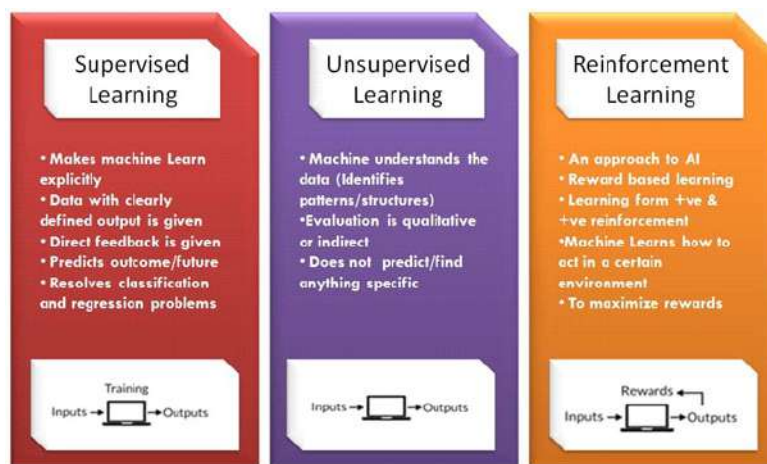 Supervised
Learning
• Makes machine Learn
explicitly
• Data with clearly
defined output is given
• Direct feedback is given
• Predicts outcome/future
• Resolves classification
and regression problems
Training
Inputs
Outputs
Unsupervised
Learning
• Machine understands the
data (Identifies
patterns/structures)
•Evaluation is qualitative
or indirect
• Does not predict/find
anything specific
Inputs
Outputs
Reinforcement
Learning
• An approach to AI
• Reward based learning
• Learning form +ve &
+ve reinforcement
•Machine Learns how to
act in a certain
environment
• To maximize rewards
Rewards
Inputs
Outputs